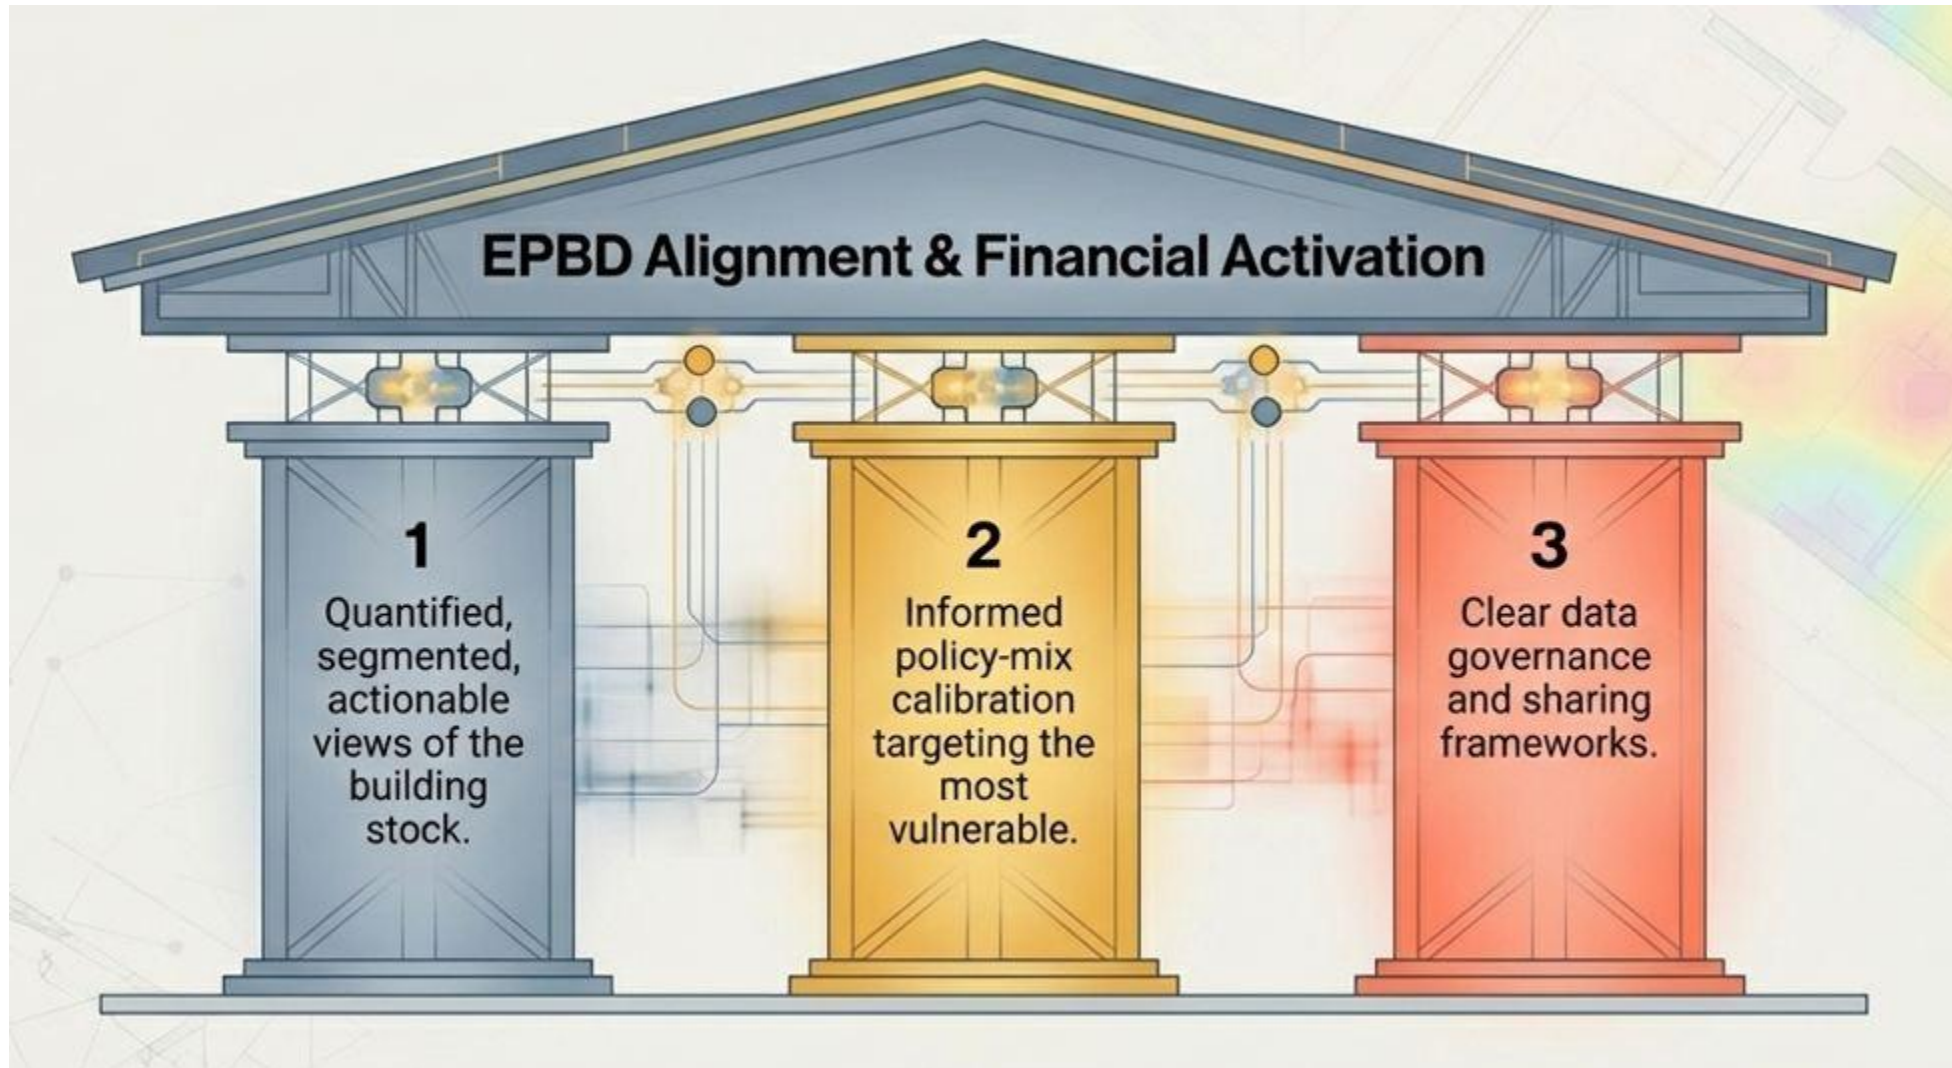 EPBD Alignment & Financial Activation
1
Quantified,
segmented,
actionable
views of the
building
stock.
2
Informed
policy-mix
calibration
targeting the
most
vulnerable.
3
Clear data
governance
and sharing
frameworks.